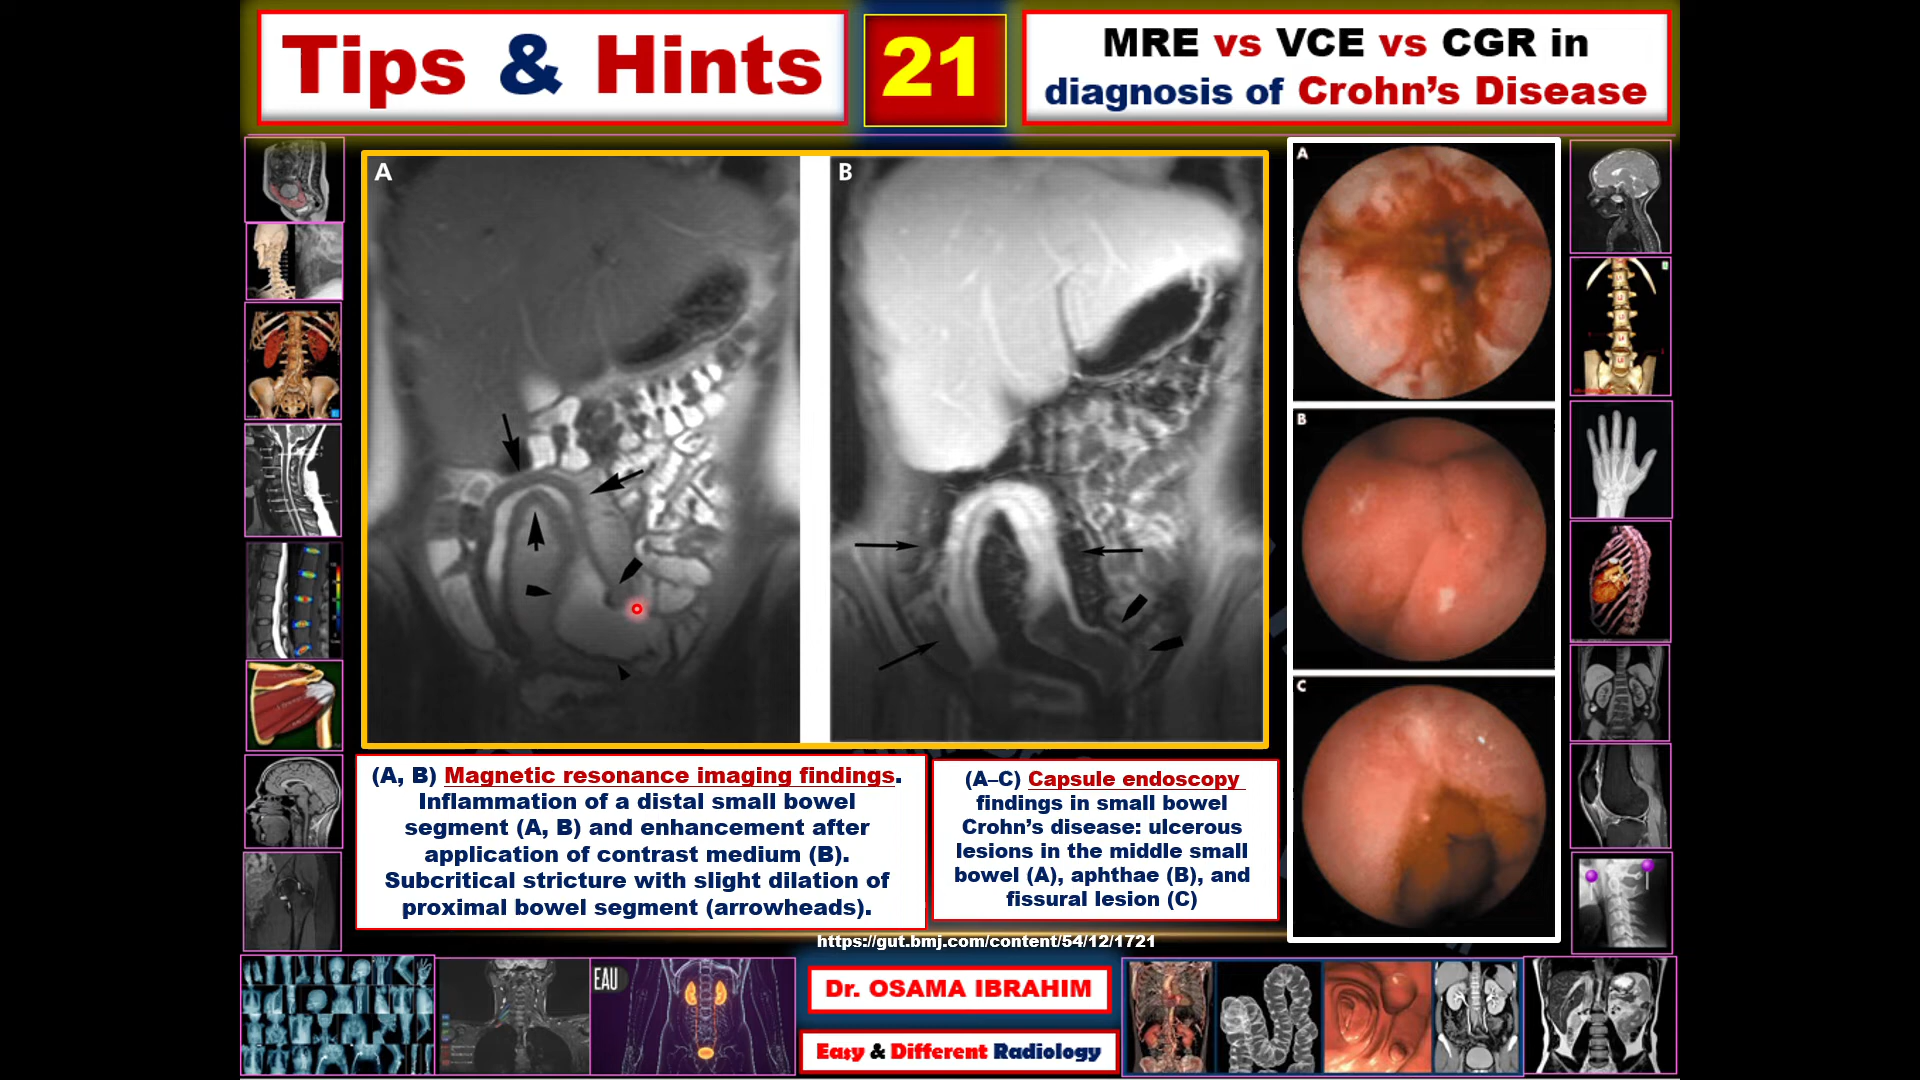 Tips & Hints
21
MRE vs VCE vs CGR in
diagnosis of Crohn's Disease
A
B
A
B
C
(A, B) Magnetic resonance imaging findings.
Inflammation of a distal small bowel
segment (A, B) and enhancement after
application of contrast medium (B).
Subcritical stricture with slight dilation of
proximal bowel segment (arrowheads).
(A–C) Capsule endoscopy
findings in small bowel
Crohn's disease: ulcerous
lesions in the middle small
bowel (A), aphthae (B), and
fissural lesion (C)
https://gut.bmj.com/content/54/12/1721
EAU
Dr. OSAMA IBRAHIM
Easy & Different Radiology